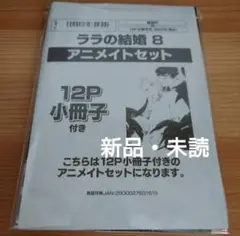 ララの結婚 8
アニメイトセット
12P
小冊子
付き
新品・未読
こちらは12P小冊子付きの
アニメイトセットになります。